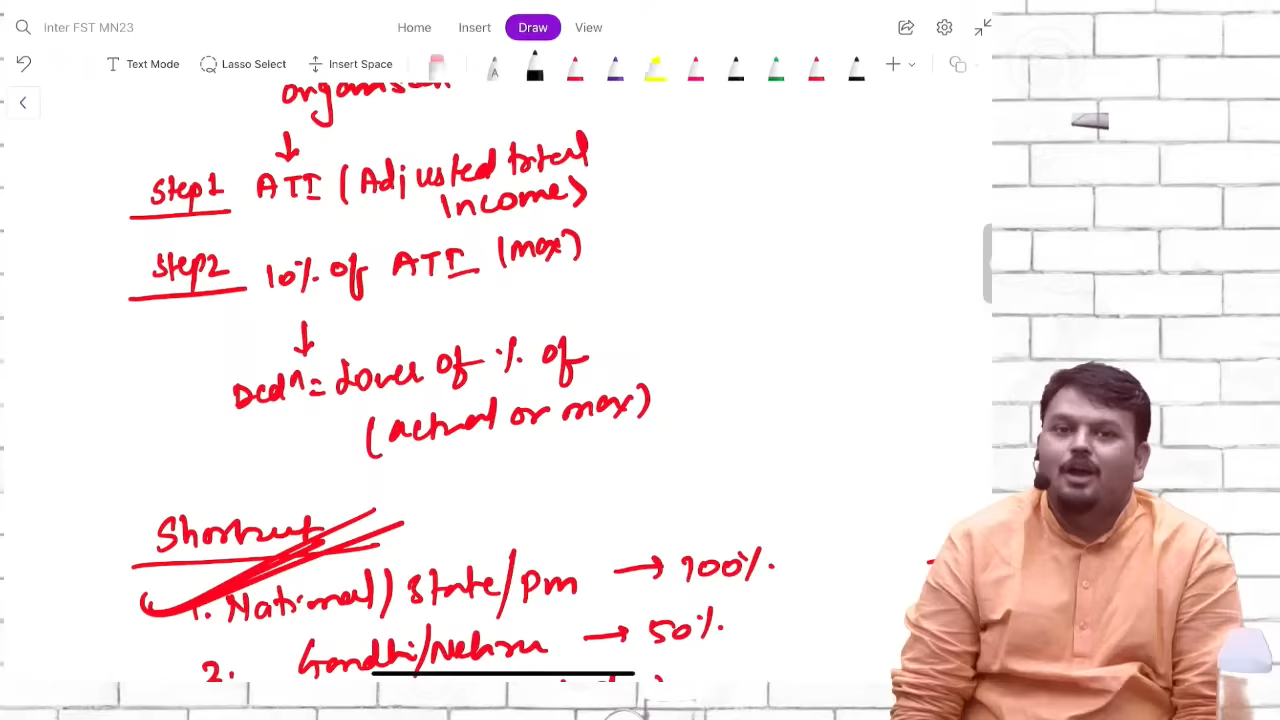 Inter FST MN23
Home Insert Draw View
Text Mode Lasso Select Insert Space
A
Step1 ATI (Adjusted total
Income)
Step2 10% of ATI (max)
Dedn = Lower of % of
(actual or max)
Shortcut
1. National / State / Pm → 100%.
2. Gandhi/Nehru → 50%.